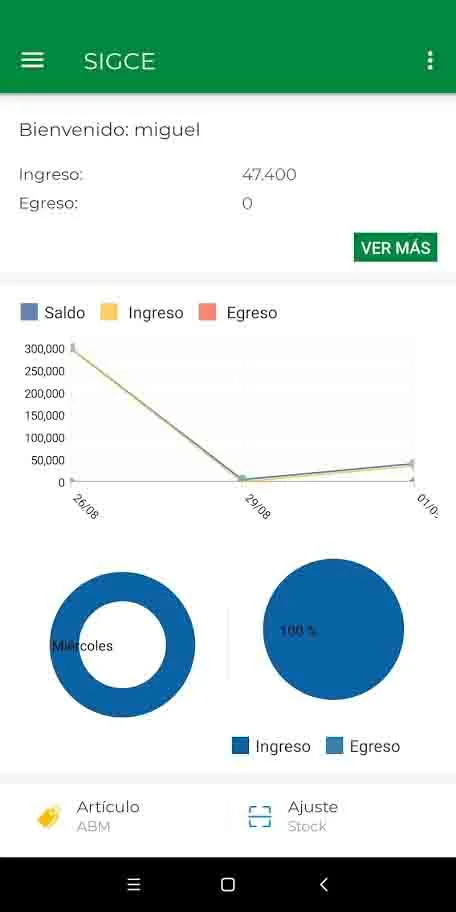 SIGCE
Bienvenido: miguel
Ingreso: 47.400
Egreso: 0
VER MÁS
Saldo Ingreso Egreso
300,000
250,000
200,000
150,000
100,000
50,000
0
26/08 29/08 01/0
Miércoles
100 %
Ingreso Egreso
Artículo
ABM
Ajuste
Stock